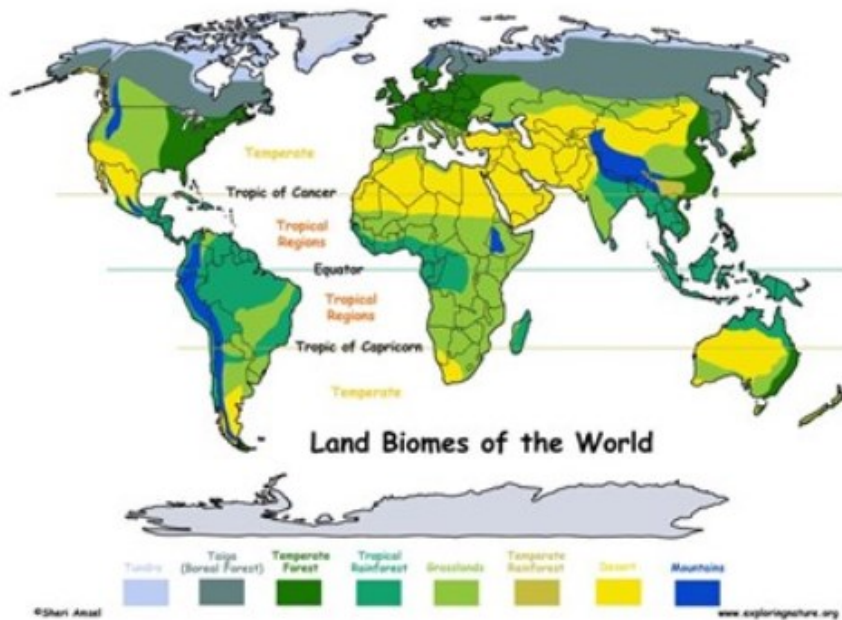 Temperate
Tropic of Cancer
Tropical
Regions
Equator
Tropical
Regions
Tropic of Capricorn
Temperate
Land Biomes of the World
Tundra
Taiga
(Boreal Forest)
Temperate
Forest
Tropical
Rainforest
Grasslands
Temperate
Rainforest
Desert
Mountains
©Sheri Amsel
www.exploringnature.org